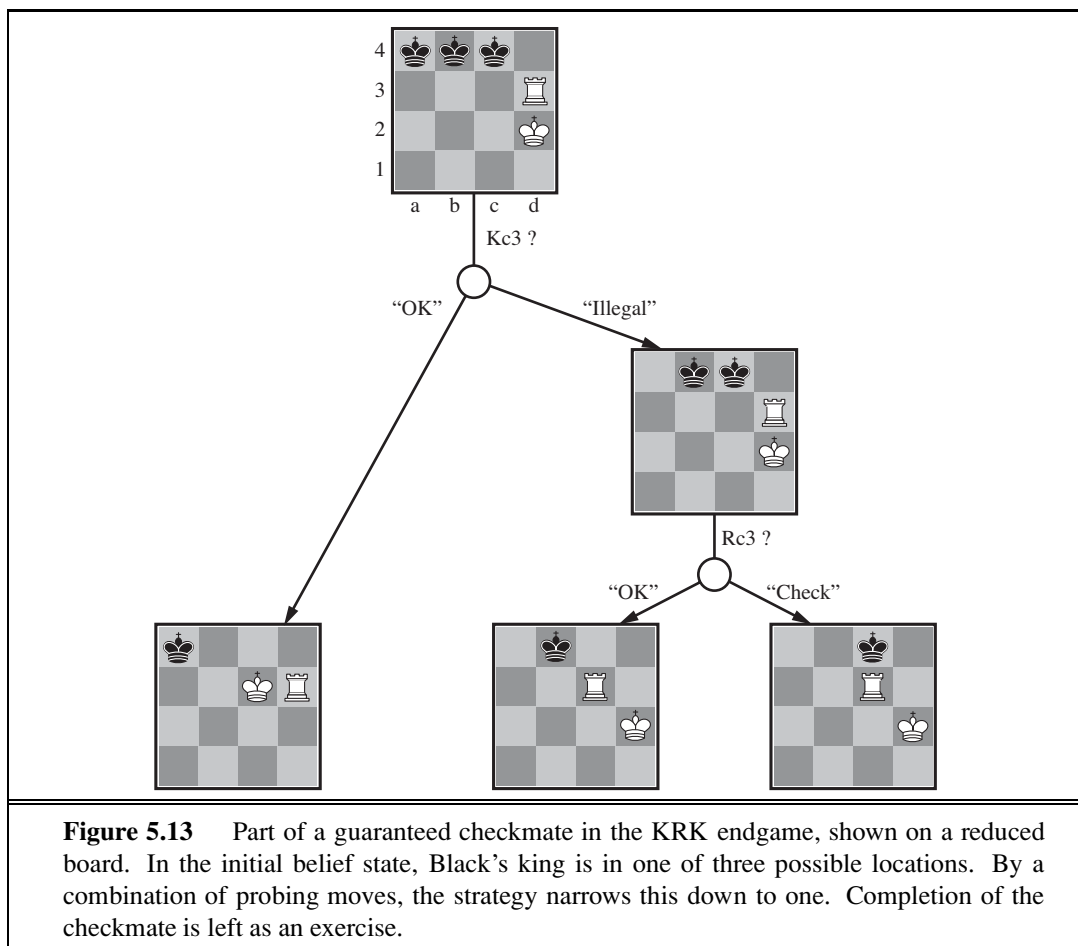 4
3
2
1
a b c d
Kc3 ?
“OK” “Illegal”
Rc3 ?
“OK” “Check”
Figure 5.13 Part of a guaranteed checkmate in the KRK endgame, shown on a reduced
board. In the initial belief state, Black’s king is in one of three possible locations. By a
combination of probing moves, the strategy narrows this down to one. Completion of the
checkmate is left as an exercise.